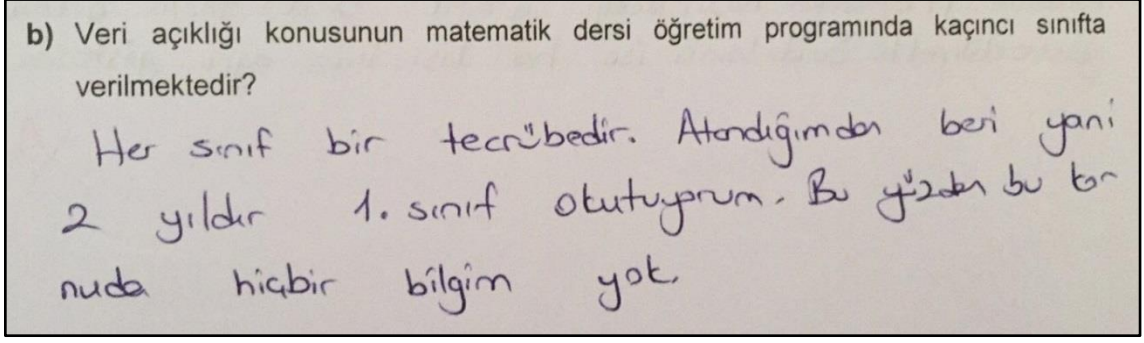 b) Veri açıklığı konusunun matematik dersi öğretim programında kaçıncı sınıfta
verilmektedir?
Her sınıf bir tecrübedir. Atandığımdan beri yani
2 yıldır 1. sınıf okutuyorum. Bu yüzden bu ko
nuda hiçbir bilgim yok.